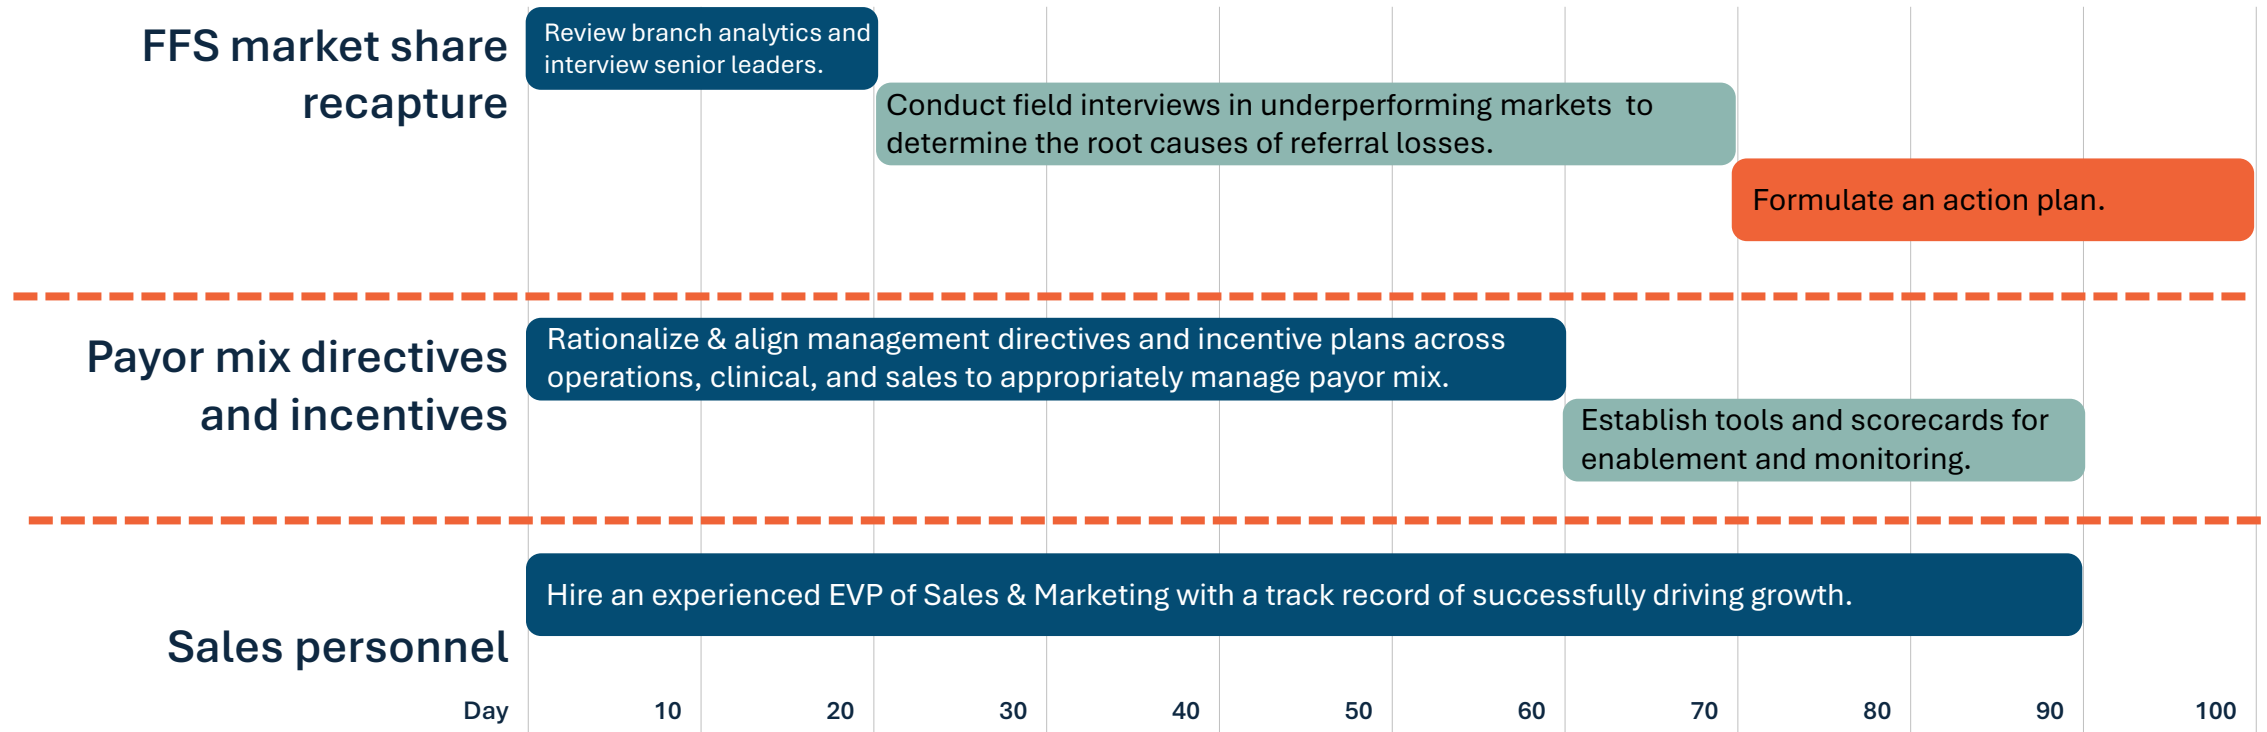 FFS market share
recapture
Review branch analytics and
interview senior leaders.
Conduct field interviews in underperforming markets  to
determine the root causes of referral losses.
Formulate an action plan.
Payor mix directives
and incentives
Rationalize & align management directives and incentive plans across
operations, clinical, and sales to appropriately manage payor mix.
Establish tools and scorecards for
enablement and monitoring.
Sales personnel
Hire an experienced EVP of Sales & Marketing with a track record of successfully driving growth.
Day 10 20 30 40 50 60 70 80 90 100